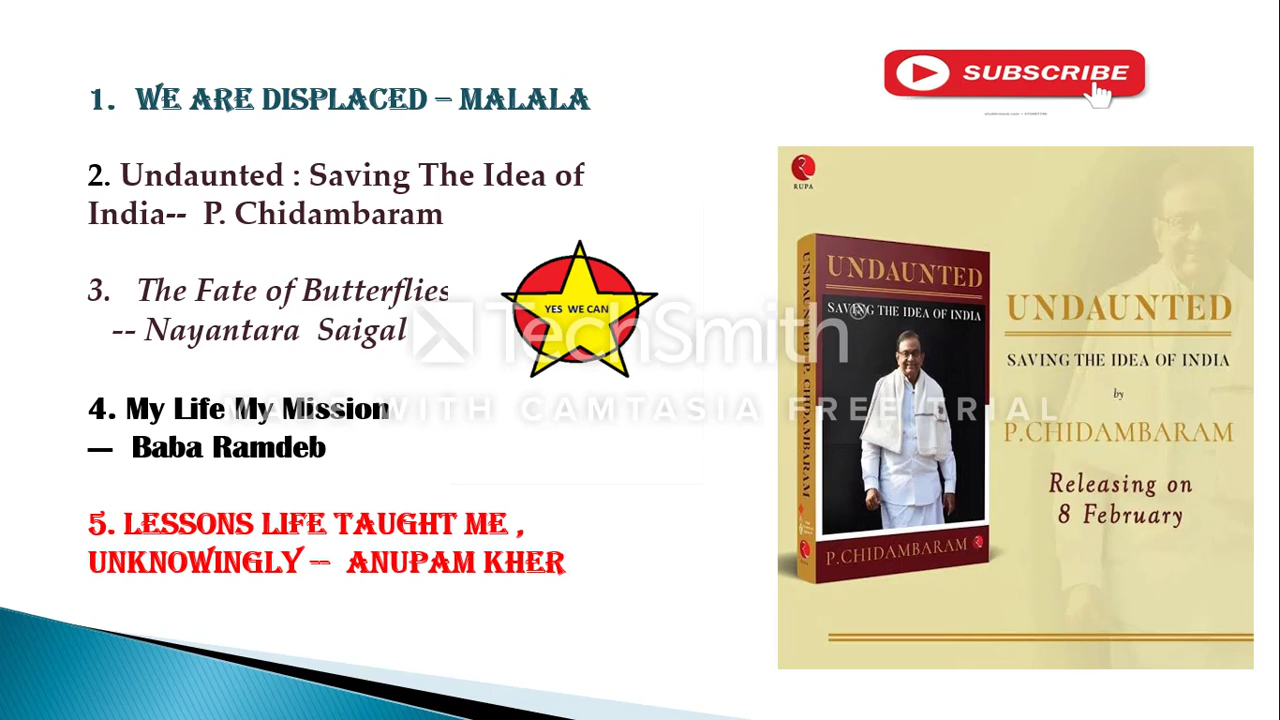 1. WE ARE DISPLACED – MALALA
2. Undaunted : Saving The Idea of
India-- P. Chidambaram
3. The Fate of Butterflies
-- Nayantara Saigal
4. My Life My Mission
— Baba Ramdeb
5. LESSONS LIFE TAUGHT ME ,
UNKNOWINGLY -- ANUPAM KHER
YES WE CAN
TechSmith
MADE WITH CAMTASIA FREE TRIAL
SUBSCRIBE
RUPA
UNDAUNTED P. CHIDAMBARAM
UNDAUNTED
SAVING THE IDEA OF INDIA
P.CHIDAMBARAM
UNDAUNTED
SAVING THE IDEA OF INDIA
by
P.CHIDAMBARAM
Releasing on
8 February